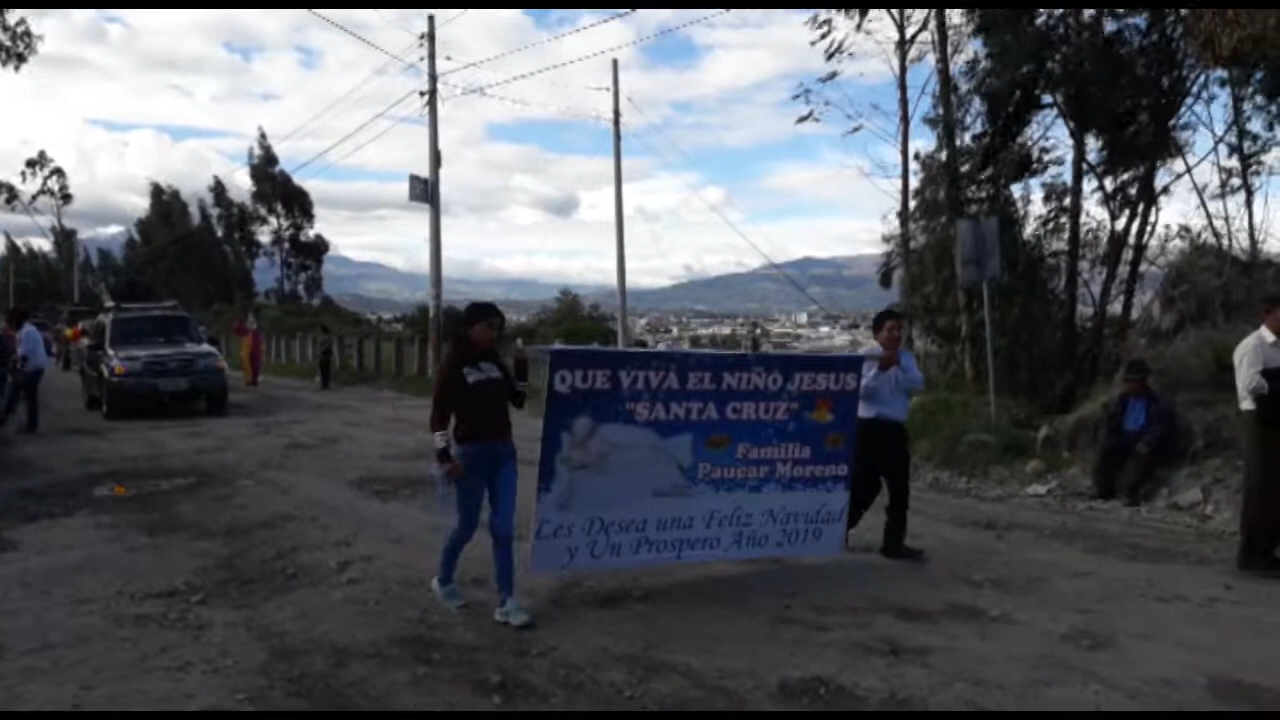 QUE VIVA EL NIÑO JESUS
"SANTA CRUZ"
Familia
Paucar Moreno
Les Desea una Feliz Navidad
y Un Prospero Año 2019